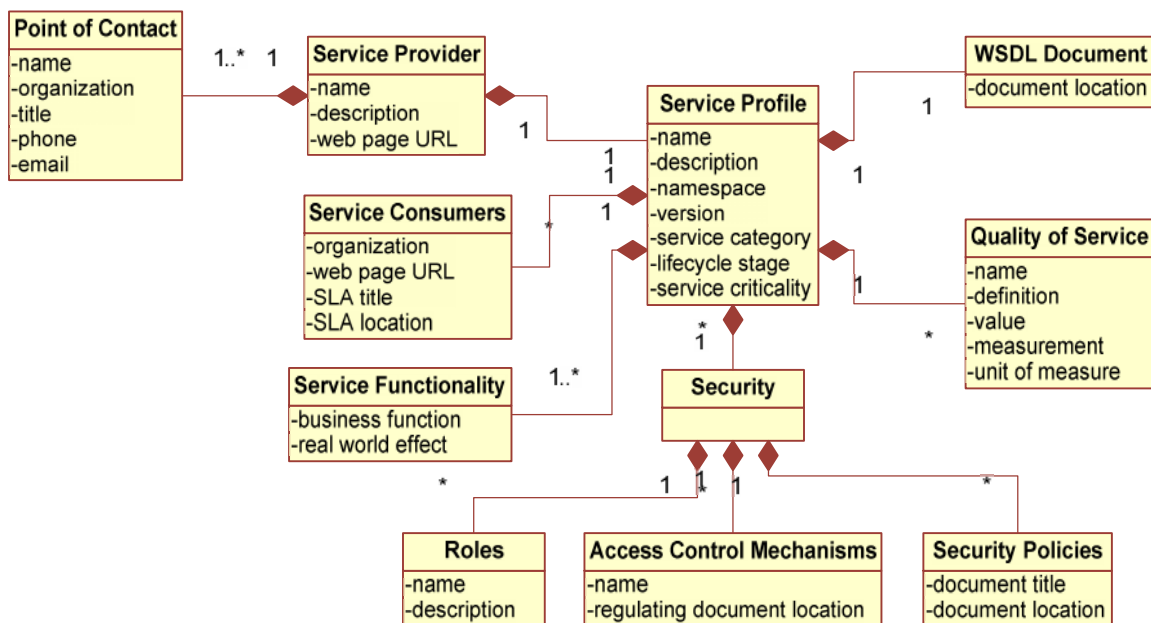 Point of Contact
-name
-organization
-title
-phone
-email
1..*
1
Service Provider
-name
-description
-web page URL
1
1
Service Profile
-name
-description
-namespace
-version
-service category
-lifecycle stage
-service criticality
WSDL Document
-document location
1
1
Service Consumers
-organization
-web page URL
-SLA title
-SLA location
1
*
1
Quality of Service
-name
-definition
-value
-measurement
-unit of measure
1
*
Service Functionality
-business function
-real world effect
1..*
*
1
Security
*
1
1
*
1
*
Roles
-name
-description
Access Control Mechanisms
-name
-regulating document location
Security Policies
-document title
-document location